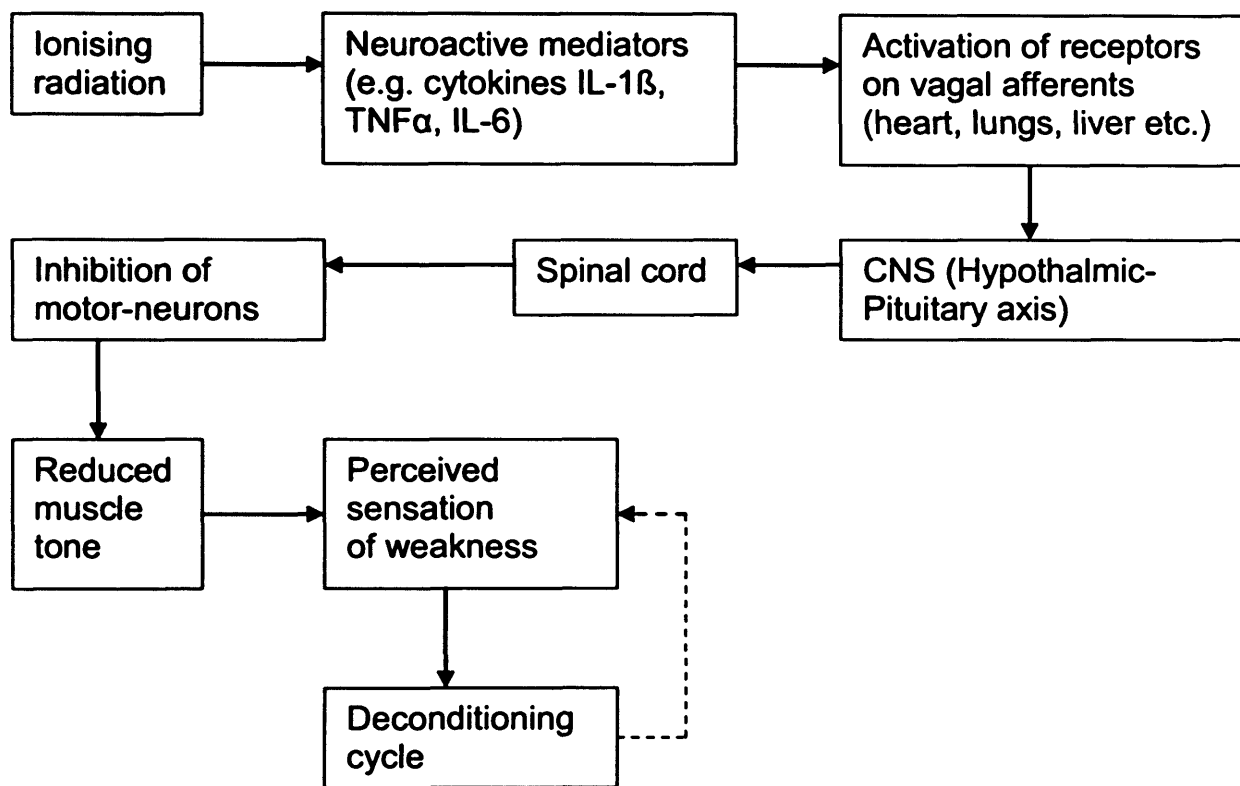 Ionising
radiation
Neuroactive mediators
(e.g. cytokines IL-1ß,
TNFα, IL-6)
Activation of receptors
on vagal afferents
(heart, lungs, liver etc.)
CNS (Hypothalmic-
Pituitary axis)
Spinal cord
Inhibition of
motor-neurons
Reduced
muscle
tone
Perceived
sensation
of weakness
Deconditioning
cycle